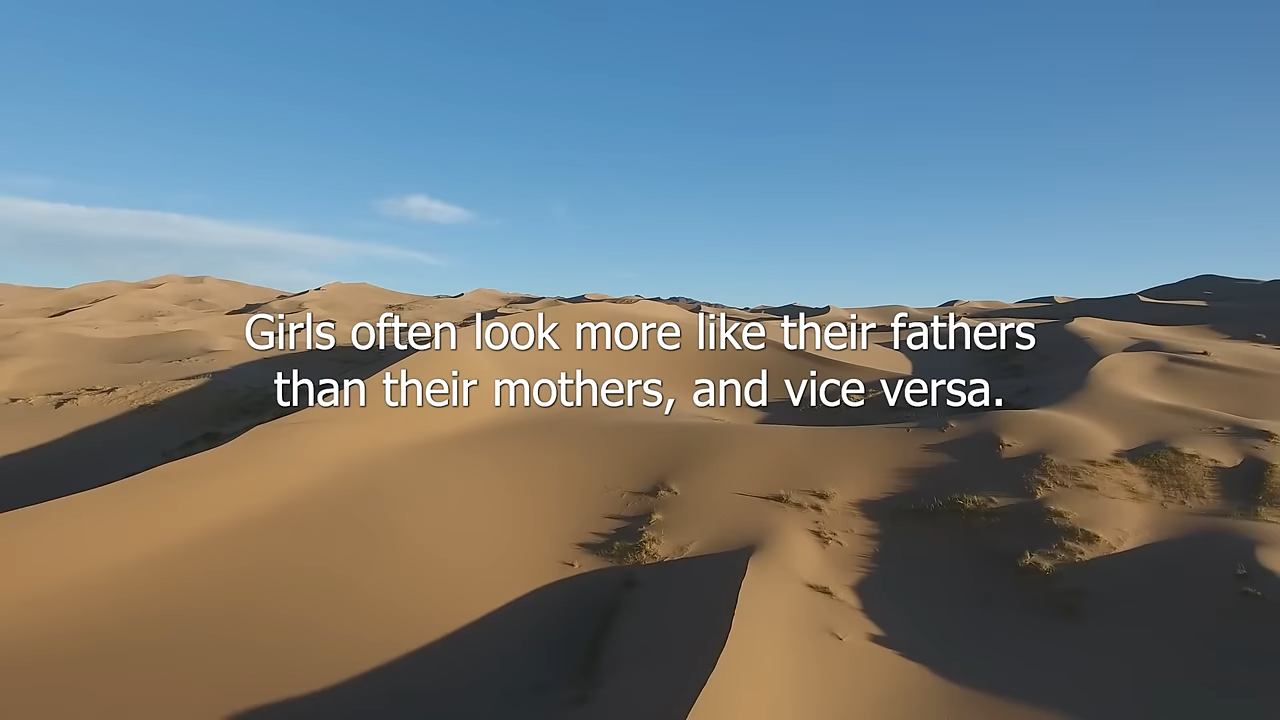 Girls often look more like their fathers
than their mothers, and vice versa.